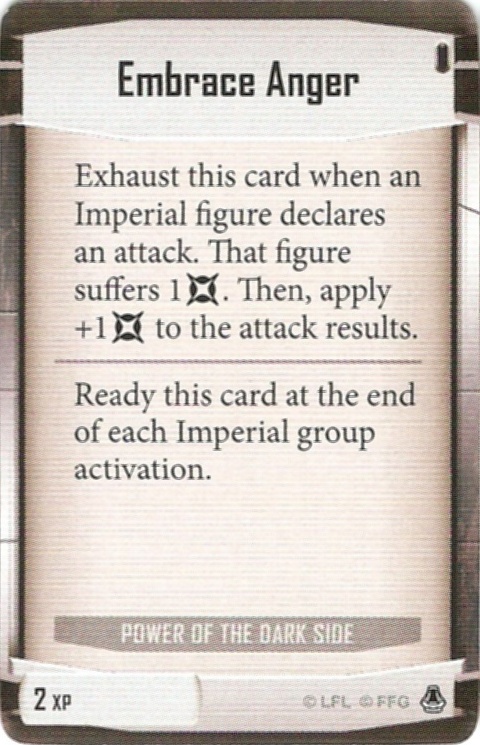 Embrace Anger
Exhaust this card when an
Imperial figure declares
an attack. That figure
suffers 1. Then, apply
+1 to the attack results.
Ready this card at the end
of each Imperial group
activation.
POWER OF THE DARK SIDE
2 XP
© LFL © FFG